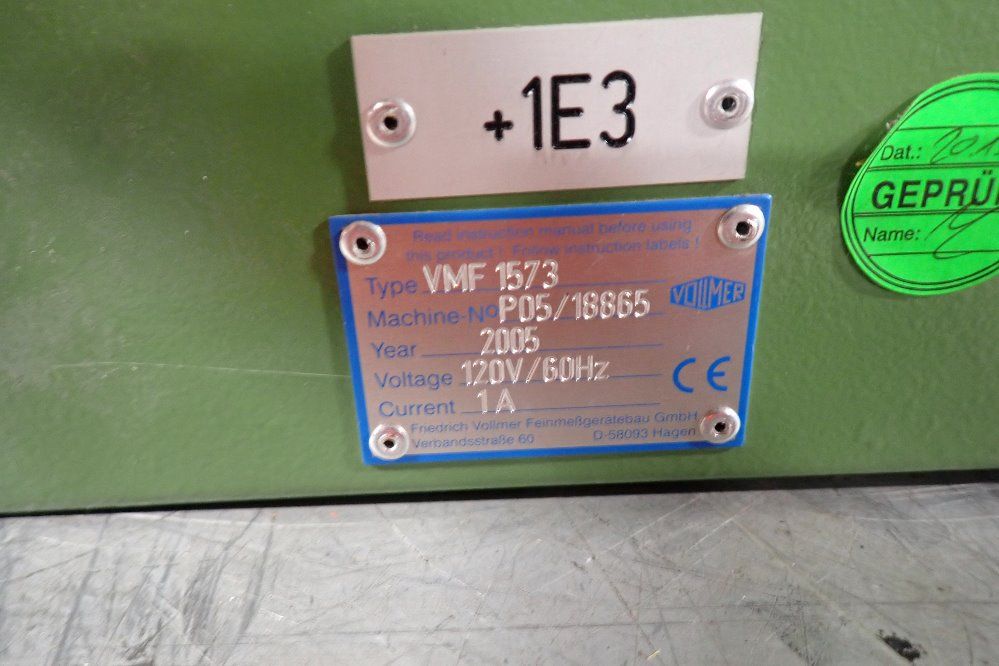 +1E3
Read instruction manual before using
this product ! Follow instruction labels !
Type VMF 1573
Machine-No P05/18865
VOLLMER
Year 2005
Voltage 120V/60Hz
CE
Current 1A
Friedrich Vollmer Feinmeßgerätebau GmbH
Verbandsstraße 60 D-58093 Hagen
Dat.:
GEPRÜ
Name: